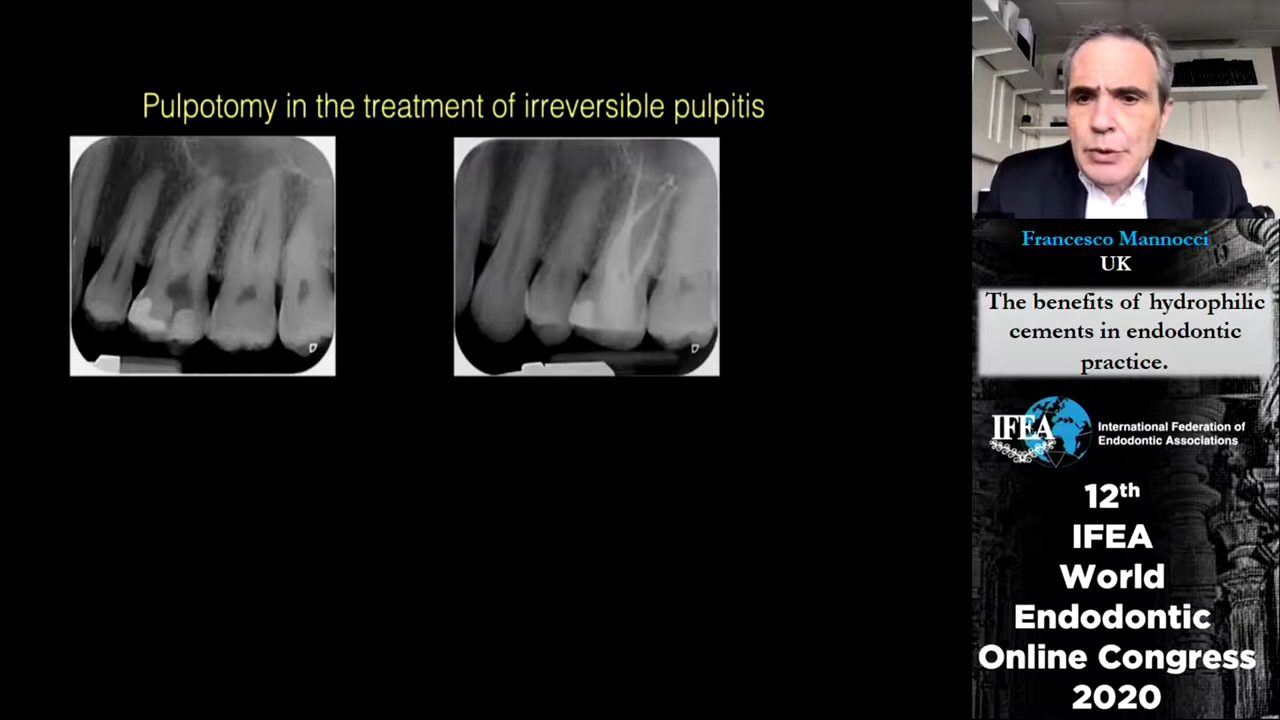 Pulpotomy in the treatment of irreversible pulpitis
D
D
Francesco Mannocci
UK
The benefits of hydrophilic
cements in endodontic
practice.
IFEA
International Federation of
Endodontic Associations
12th
IFEA
World
Endodontic
Online Congress
2020